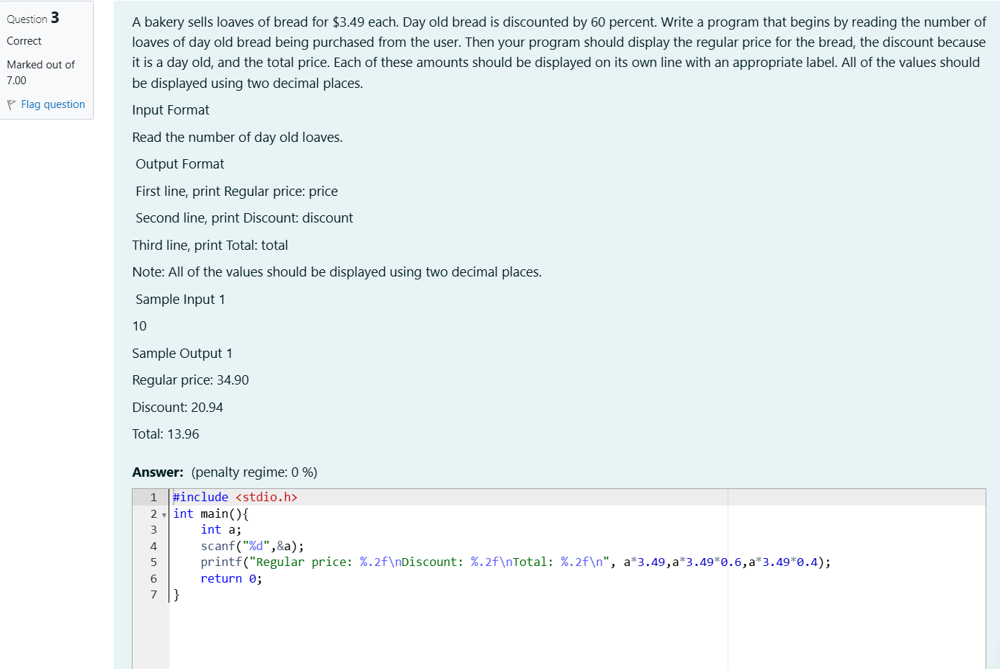 Question 3
Correct
Marked out of
7.00
Flag question
A bakery sells loaves of bread for $3.49 each. Day old bread is discounted by 60 percent. Write a program that begins by reading the number of
loaves of day old bread being purchased from the user. Then your program should display the regular price for the bread, the discount because
it is a day old, and the total price. Each of these amounts should be displayed on its own line with an appropriate label. All of the values should
be displayed using two decimal places.
Input Format
Read the number of day old loaves.
Output Format
First line, print Regular price: price
Second line, print Discount: discount
Third line, print Total: total
Note: All of the values should be displayed using two decimal places.
Sample Input 1
10
Sample Output 1
Regular price: 34.90
Discount: 20.94
Total: 13.96
Answer: (penalty regime: 0 %)
1 #include <stdio.h>
2 int main(){
3     int a;
4     scanf("%d",&a);
5     printf("Regular price: %.2f\nDiscount: %.2f\nTotal: %.2f\n", a*3.49,a*3.49*0.6,a*3.49*0.4);
6     return 0;
7 }